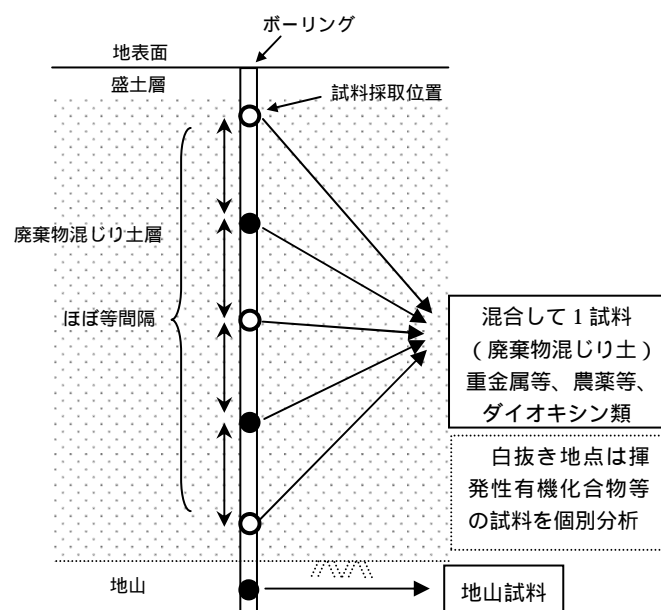 ボーリング
地表面
盛土層
試料採取位置
廃棄物混じり土層
ほぼ等間隔
混合して1試料
(廃棄物混じり土)
重金属等、農薬等、
ダイオキシン類
白抜き地点は揮
発性有機化合物等
の試料を個別分析
地山
地山試料